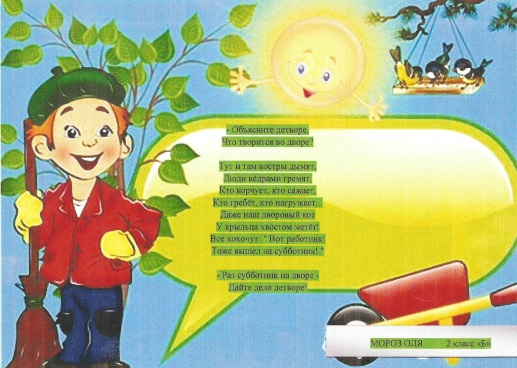 - Объясните детворе,
Что творится во дворе?
Тут и там костры дымят,
Люди вёдрами гремят,
Кто корчует, кто сажает,
Кто гребёт, кто нагружает...
Даже наш дворовый кот
У крыльца хвостом метёт!
Все хохочут: " Вот работник!
Тоже вышел на субботник! "
- Раз субботник на дворе -
Дайте дело детворе!
МОРОЗ ОЛЯ 2 класс «Б»